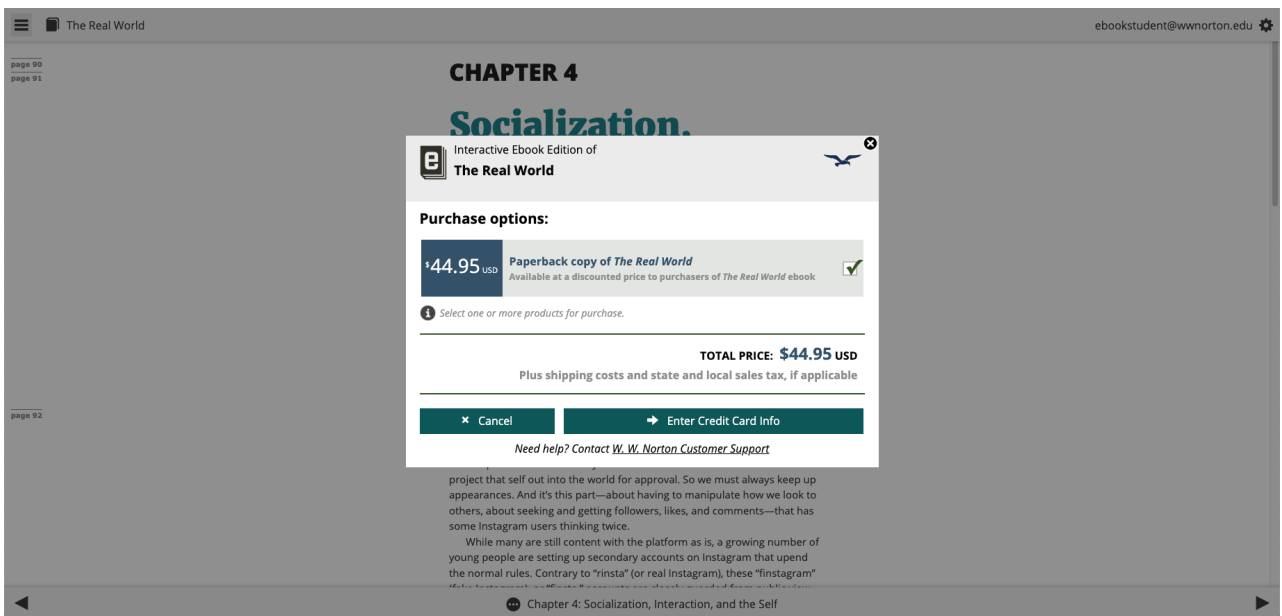 The Real World
ebookstudent@wwnorton.edu
page 90
page 91
CHAPTER 4
Socialization,
Interactive Ebook Edition of
The Real World
Purchase options:
$44.95 USD
Paperback copy of The Real World
Available at a discounted price to purchasers of The Real World ebook
Select one or more products for purchase.
TOTAL PRICE: $44.95 USD
Plus shipping costs and state and local sales tax, if applicable
Cancel
Enter Credit Card Info
Need help? Contact W. W. Norton Customer Support
page 92
project that self out into the world for approval. So we must always keep up
appearances. And it's this part—about having to manipulate how we look to
others, about seeking and getting followers, likes, and comments—that has
some Instagram users thinking twice.
While many are still content with the platform as is, a growing number of
young people are setting up secondary accounts on Instagram that upend
the normal rules. Contrary to “rinsta” (or real Instagram), these “finstagram”
Chapter 4: Socialization, Interaction, and the Self